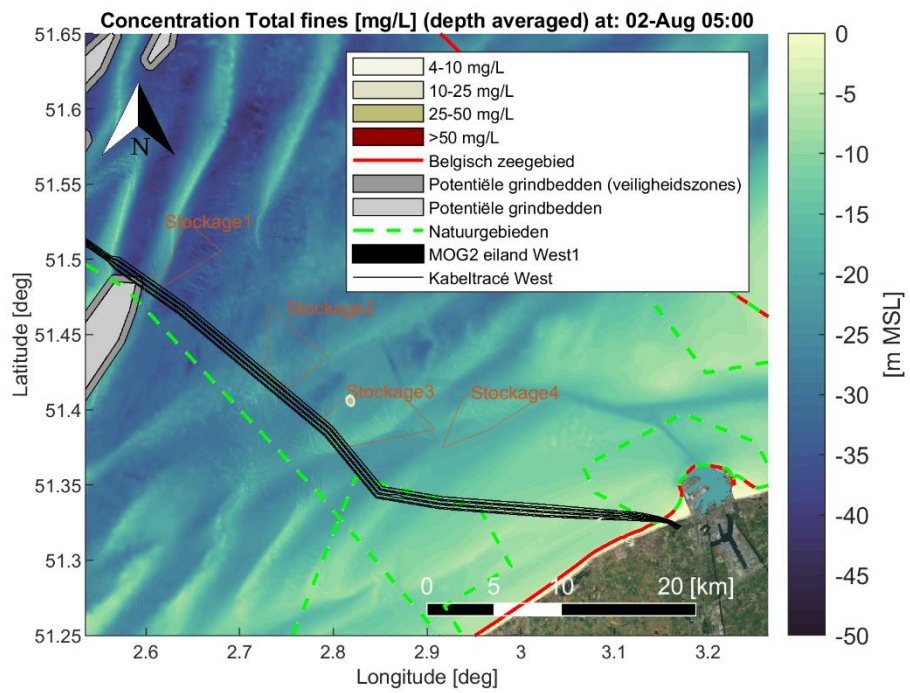 Concentration Total fines [mg/L] (depth averaged) at: 02-Aug 05:00
4-10 mg/L
10-25 mg/L
25-50 mg/L
>50 mg/L
Belgisch zeegebied
Potentiële grindbedden (veiligheidszones)
Potentiële grindbedden
Natuurgebieden
MOG2 eiland West1
Kabeltracé West
N
Stockage1
Stockage2
Stockage3
Stockage4
0 5 10 20 [km]
51.65
51.6
51.55
51.5
51.45
51.4
51.35
51.3
51.25
Latitude [deg]
2.6 2.7 2.8 2.9 3 3.1 3.2
Longitude [deg]
0
-5
-10
-15
-20
-25
-30
-35
-40
-45
-50
[m MSL]